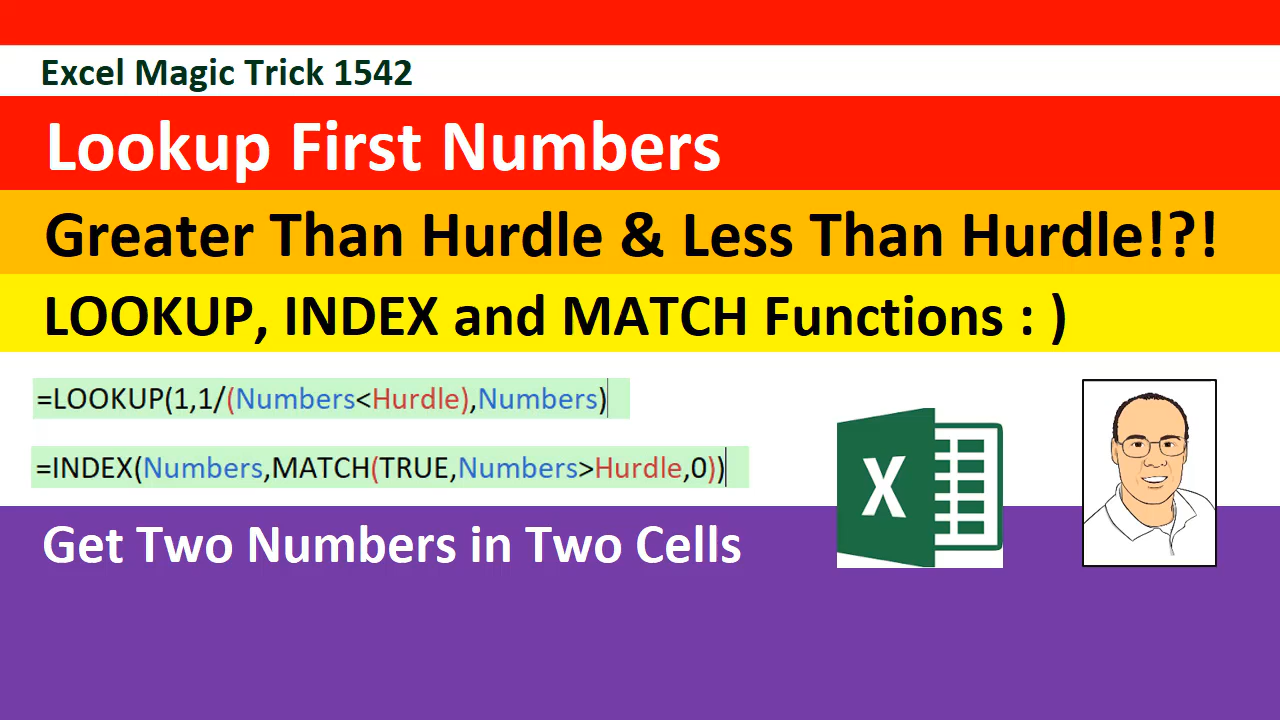 Excel Magic Trick 1542
Lookup First Numbers
Greater Than Hurdle & Less Than Hurdle!?!
LOOKUP, INDEX and MATCH Functions : )
=LOOKUP(1,1/(Numbers<Hurdle),Numbers)
=INDEX(Numbers,MATCH(TRUE,Numbers>Hurdle,0))
X
Get Two Numbers in Two Cells